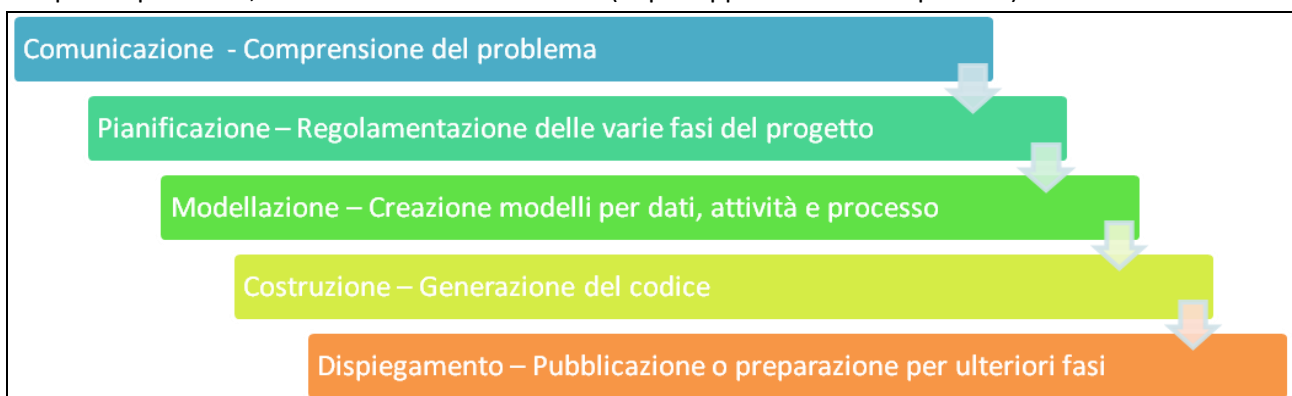 Comunicazione - Comprensione del problema
Pianificazione – Regolamentazione delle varie fasi del progetto
Modellazione – Creazione modelli per dati, attività e processo
Costruzione – Generazione del codice
Dispiegamento – Pubblicazione o preparazione per ulteriori fasi